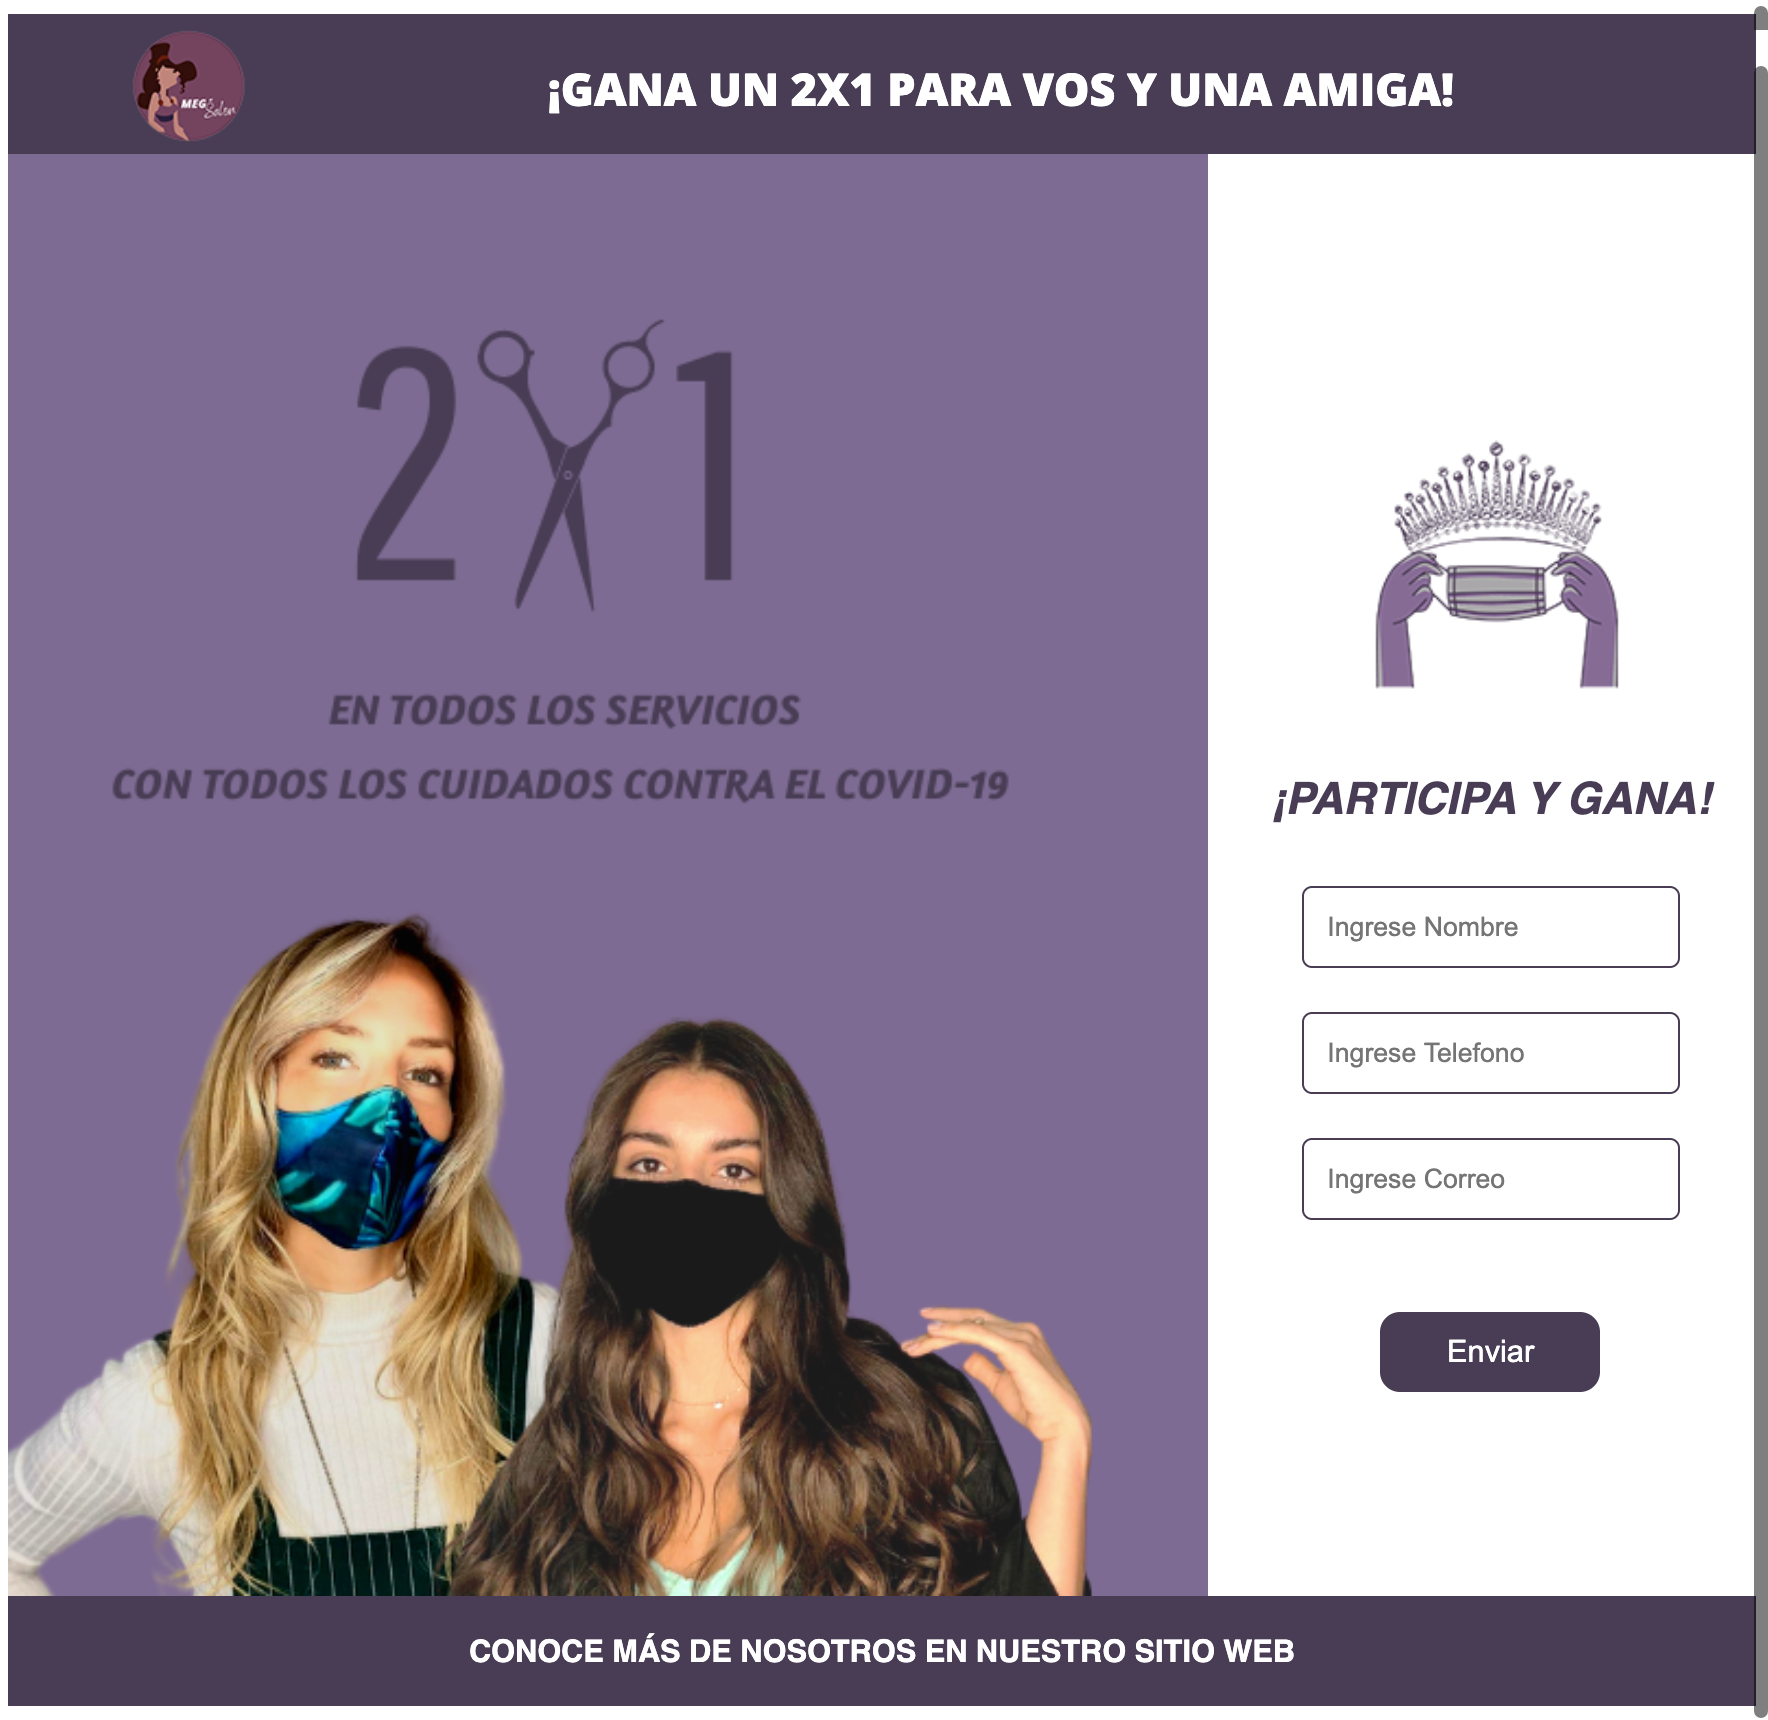 MEG's
Salon
¡GANA UN 2X1 PARA VOS Y UNA AMIGA!
2X1
EN TODOS LOS SERVICIOS
CON TODOS LOS CUIDADOS CONTRA EL COVID-19
¡PARTICIPA Y GANA!
Ingrese Nombre
Ingrese Telefono
Ingrese Correo
Enviar
CONOCE MÁS DE NOSOTROS EN NUESTRO SITIO WEB